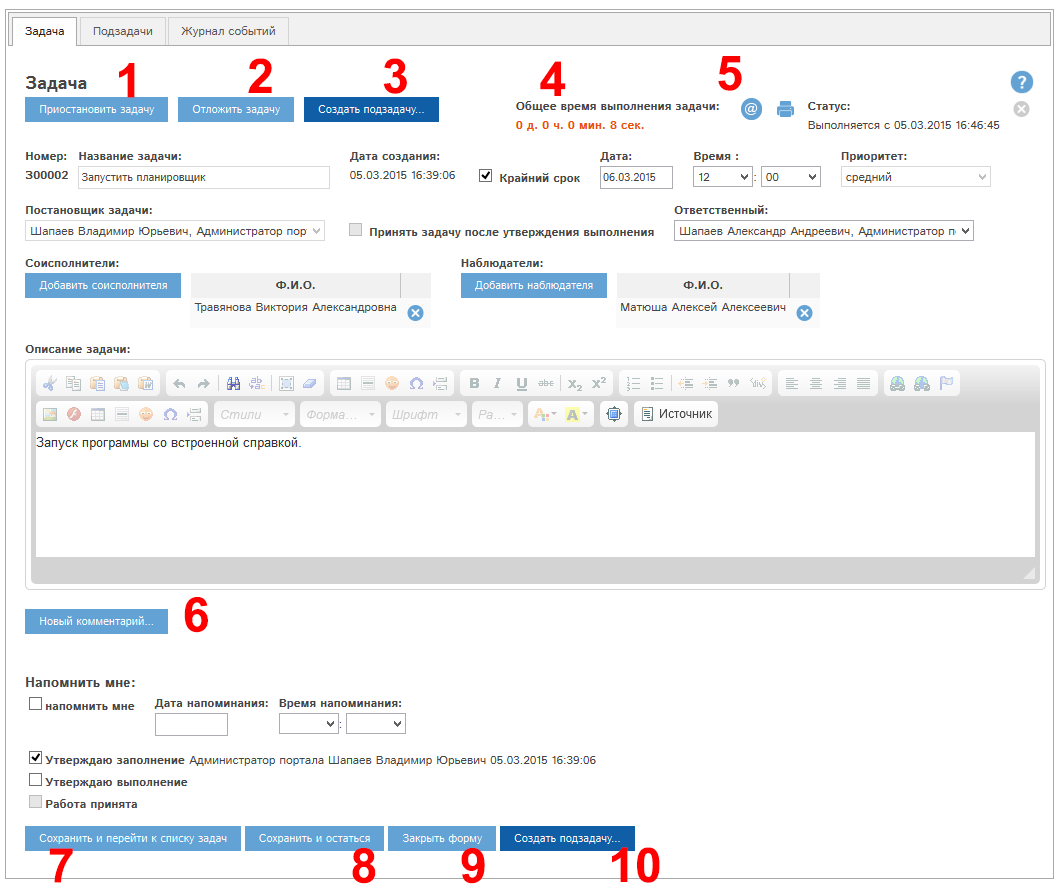 Задача Подзадачи Журнал событий
1 2 3 4 5
Задача ?
Приостановить задачу Отложить задачу Создать подзадачу... Общее время выполнения задачи: @ Статус:
0 д. 0 ч. 0 мин. 8 сек. Выполняется с 05.03.2015 16:46:45
Номер: Название задачи: Дата создания: Дата: Время : Приоритет:
300002 Запустить планировщик 05.03.2015 16:39:06 Крайний срок 06.03.2015 12 : 00 средний
Постановщик задачи: Ответственный:
Шапаев Владимир Юрьевич, Администратор пор Принять задачу после утверждения выполнения Шапаев Александр Андреевич, Администратор п
Соисполнители: Наблюдатели:
Добавить соисполнителя Ф.И.О. Добавить наблюдателя Ф.И.О.
Травянова Виктория Александровна Матюша Алексей Алексеевич
Описание задачи:
B I U abc X₂ X²
Стили Форма... Шрифт Ра... A A Источник
Запуск программы со встроенной справкой.
Новый комментарий... 6
Напомнить мне:
напомнить мне Дата напоминания: Время напоминания:
:
Утверждаю заполнение Администратор портала Шапаев Владимир Юрьевич 05.03.2015 16:39:06
Утверждаю выполнение
Работа принята
Сохранить и перейти к списку задач Сохранить и остаться Закрыть форму Создать подзадачу...
7 8 9 10